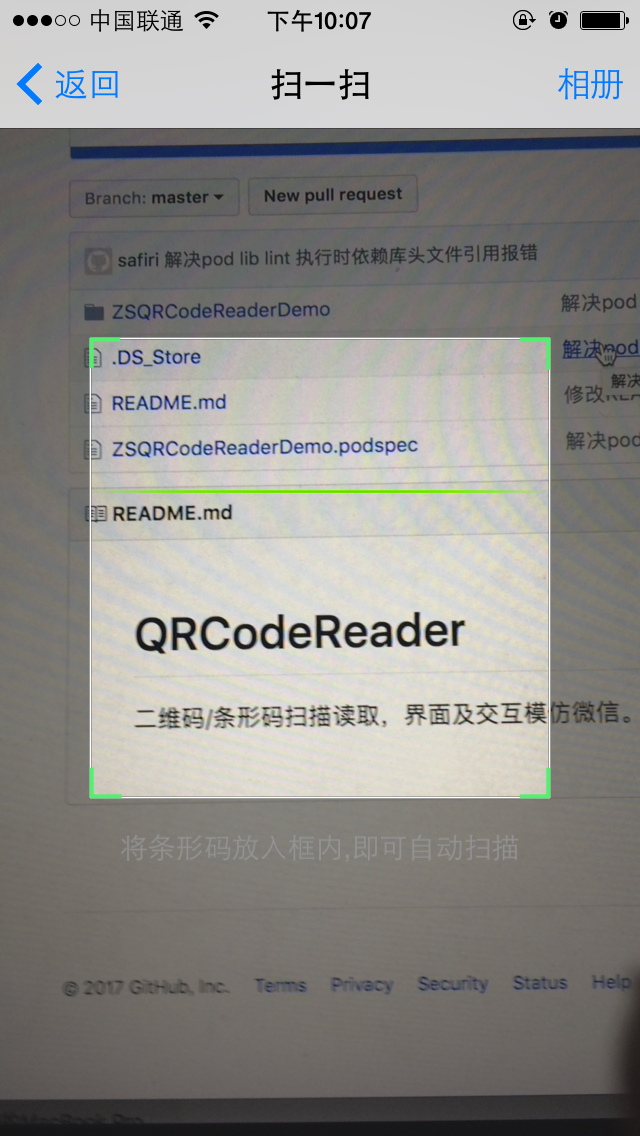 中国联通 下午10:07
返回 扫一扫 相册
Branch: master New pull request
safiri 解决pod lib lint 执行时依赖库头文件引用报错
ZSQRCodeReaderDemo 解决pod
.DS_Store 解决pod
解决
README.md 修改REA
ZSQRCodeReaderDemo.podspec 解决pod
README.md
QRCodeReader
二维码/条形码扫描读取，界面及交互模仿微信。
将条形码放入框内,即可自动扫描
© 2017 GitHub, Inc. Terms Privacy Security Status Help
MacBook Pro